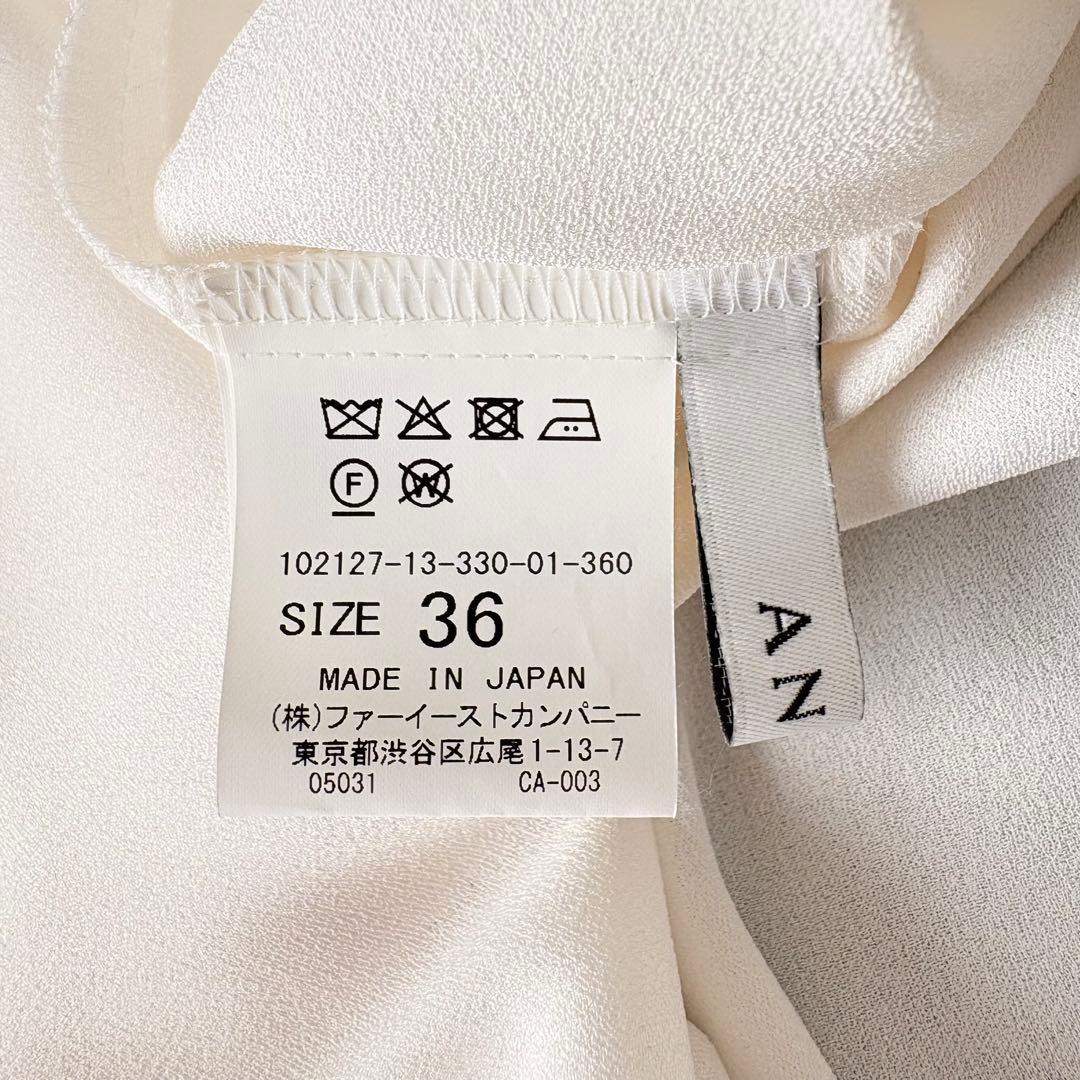 F W
102127-13-330-01-360
SIZE 36
MADE IN JAPAN
(株)ファーイーストカンパニー
東京都渋谷区広尾1-13-7
05031 CA-003
AN